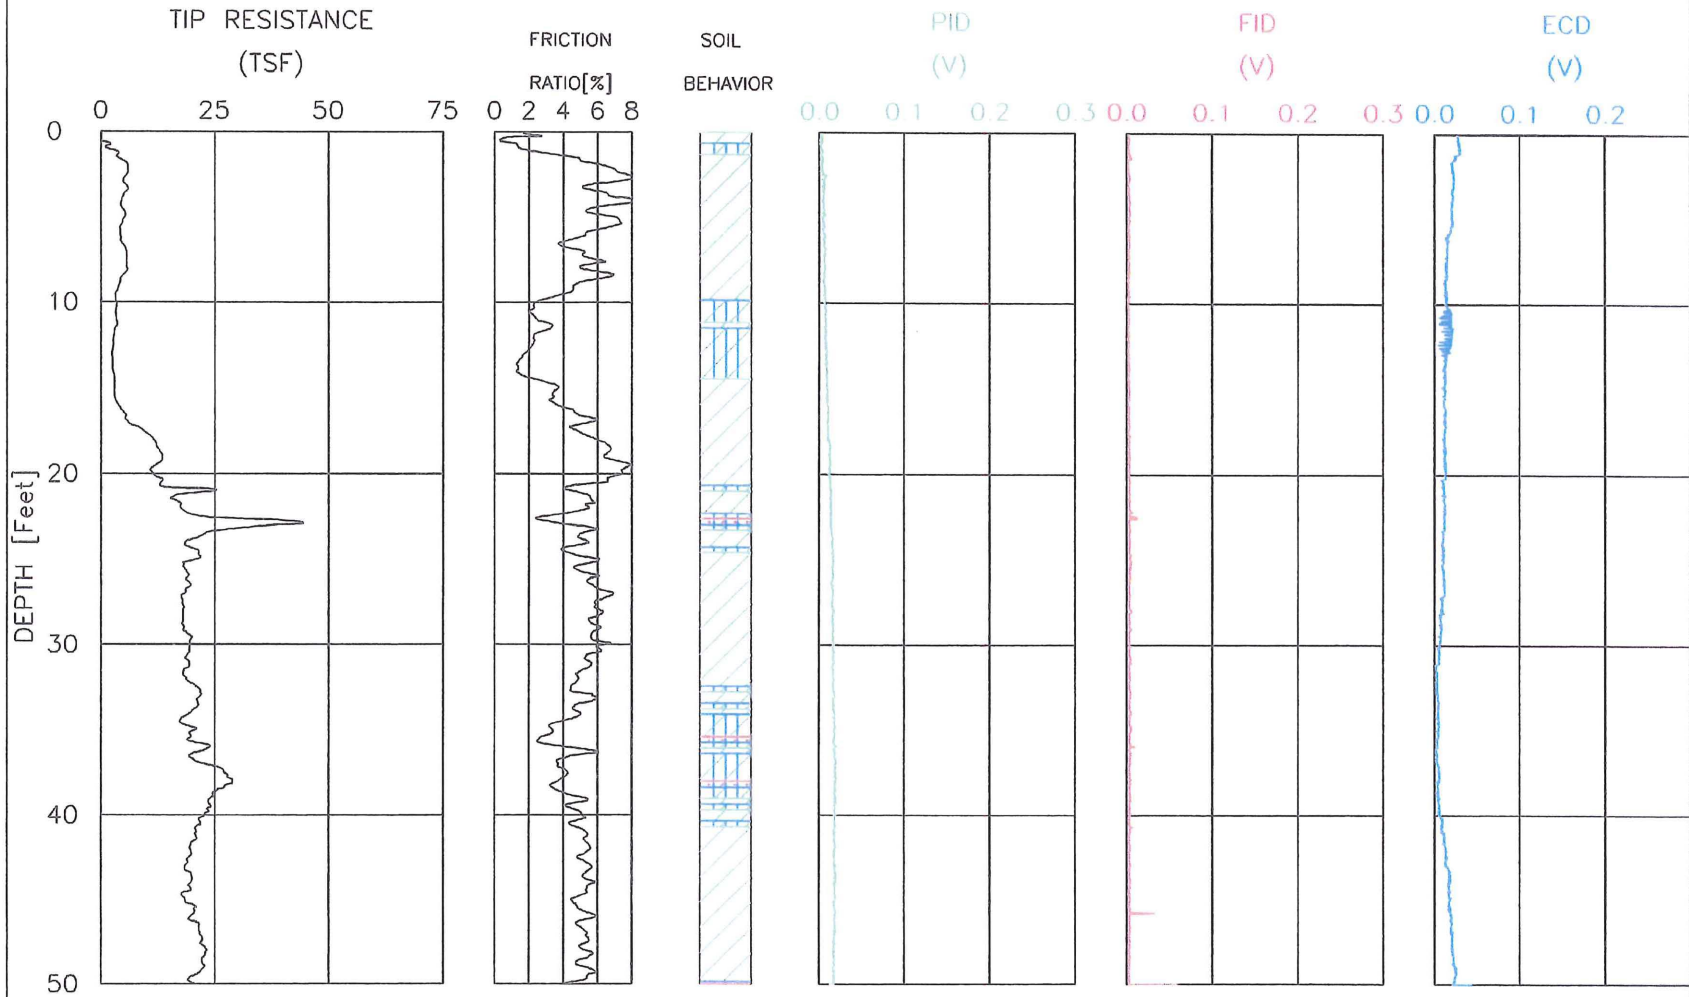 TIP RESISTANCE
(TSF)
0 25 50 75
FRICTION
RATIO[%]
0 2 4 6 8
SOIL
BEHAVIOR
PID
(V)
0.0 0.1 0.2 0.3
FID
(V)
0.0 0.1 0.2 0.3
ECD
(V)
0.0 0.1 0.2
DEPTH [Feet]
0
10
20
30
40
50